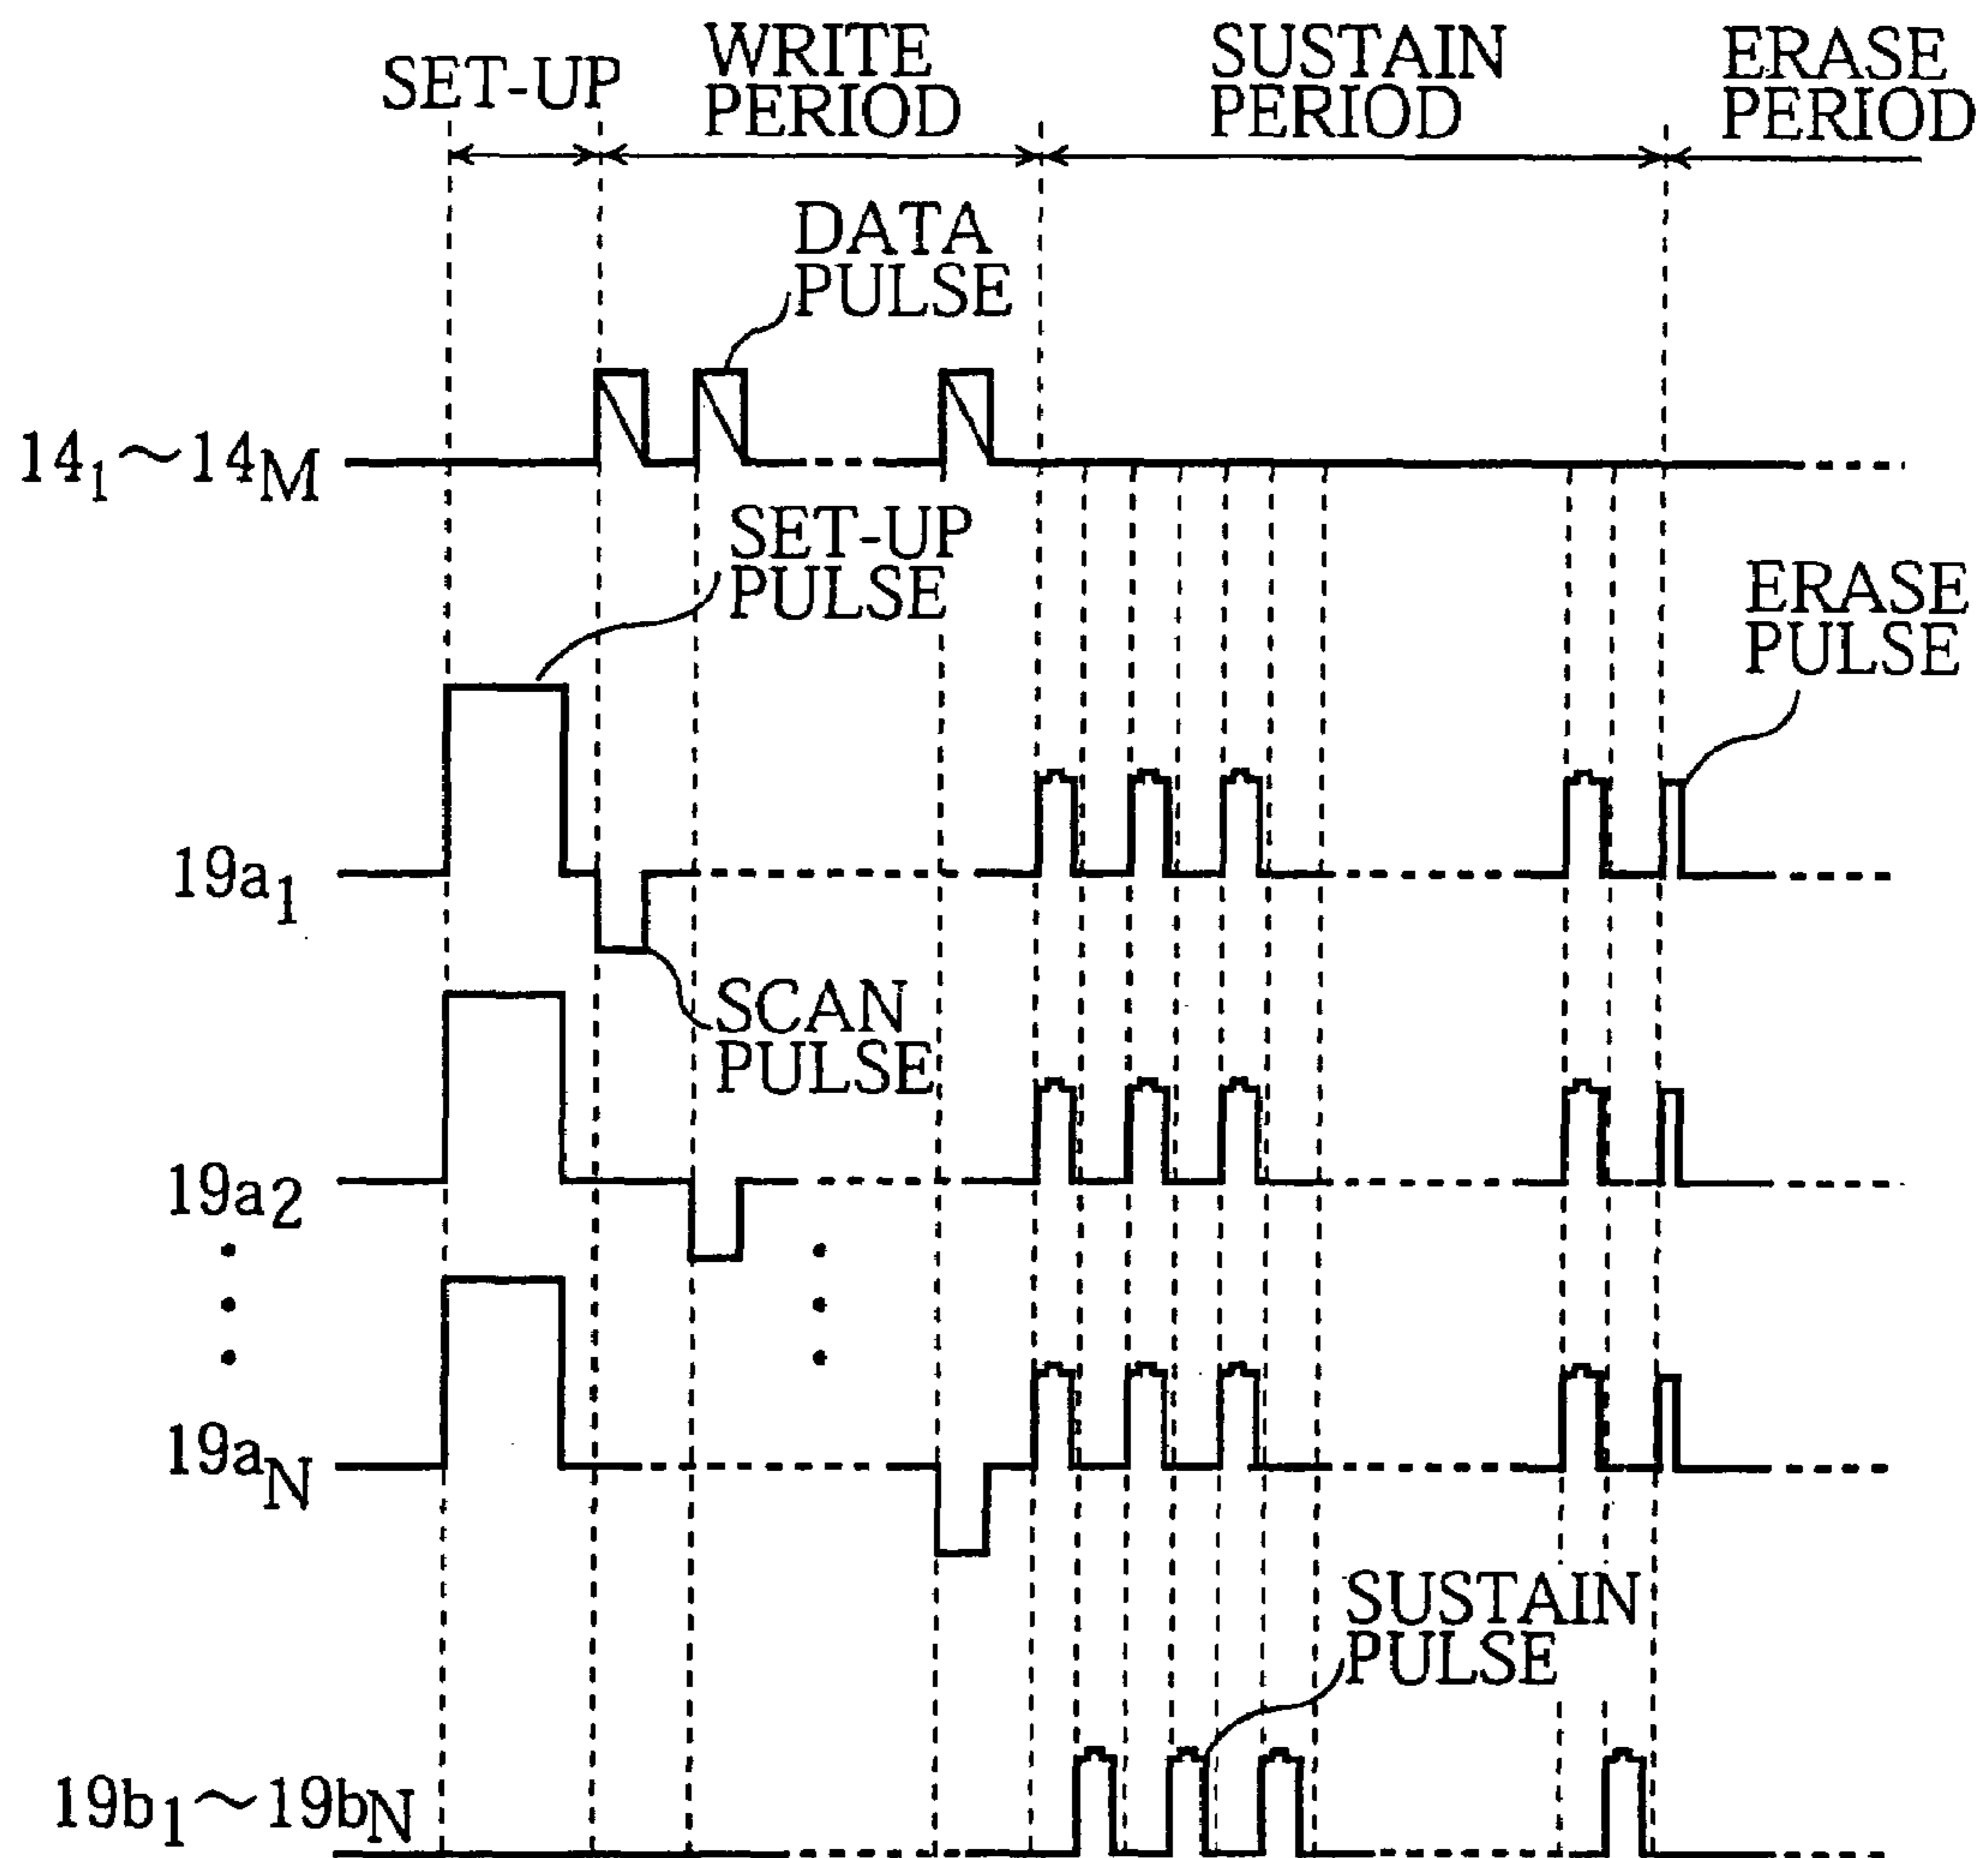 SET-UP
WRITE
PERIOD
SUSTAIN
PERIOD
ERASE
PERIOD
DATA
PULSE
14₁~14M
SET-UP
PULSE
ERASE
PULSE
19a₁
SCAN
PULSE
19a₂
19aN
SUSTAIN
PULSE
19b₁~19bN